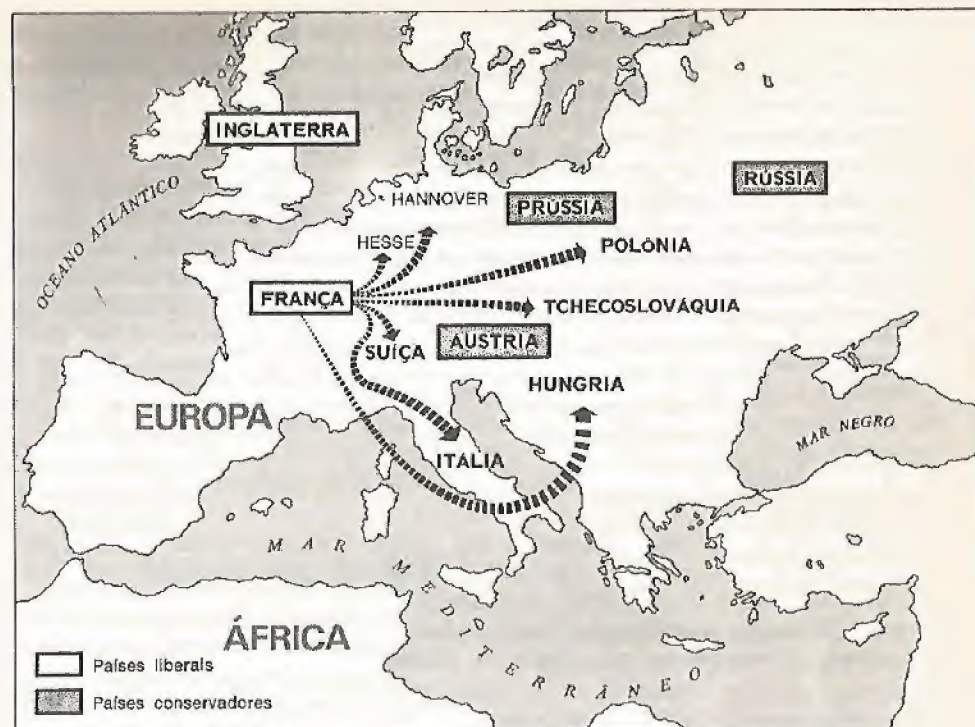 INGLATERRA
OCEANO ATLÂNTICO
HANNOVER
PRÚSSIA
RÚSSIA
HESSE
POLÔNIA
FRANÇA
TCHECOSLOVÁQUIA
SUÍÇA
ÁUSTRIA
HUNGRIA
EUROPA
MAR NEGRO
ITÁLIA
MAR MEDITERRÂNEO
ÁFRICA
Países liberais
Países conservadores